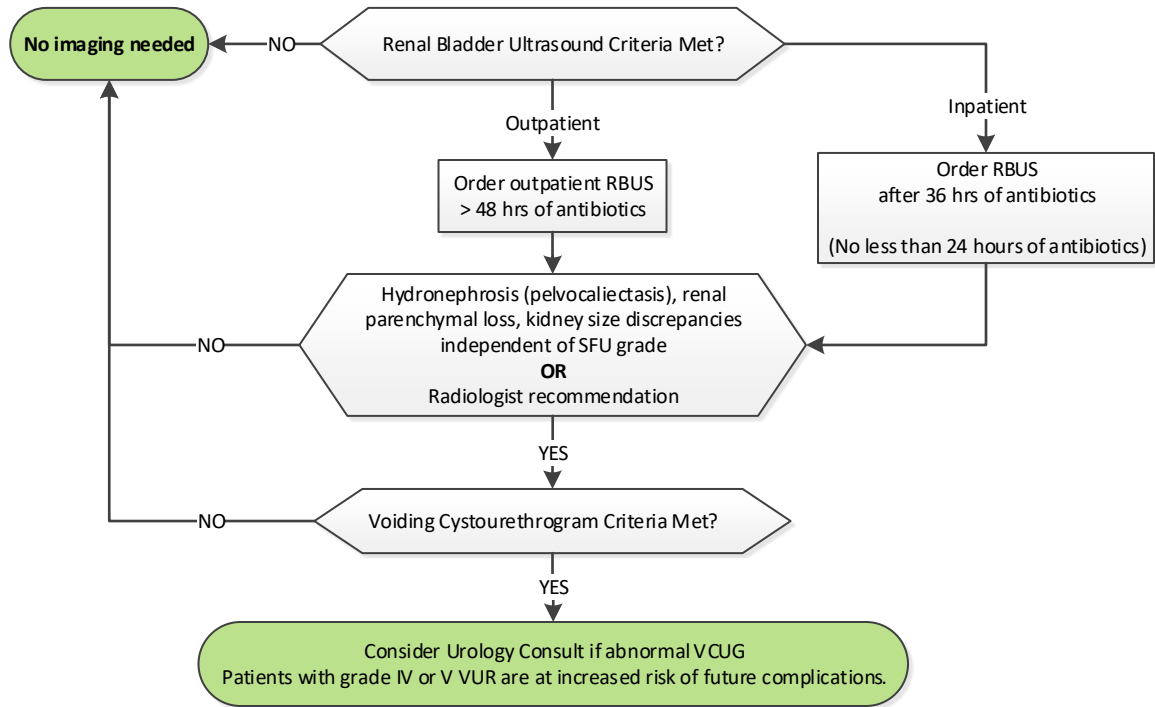 No imaging needed
NO
Renal Bladder Ultrasound Criteria Met?
Inpatient
Outpatient
Order outpatient RBUS
> 48 hrs of antibiotics
Order RBUS
after 36 hrs of antibiotics
(No less than 24 hours of antibiotics)
Hydronephrosis (pelvocaliectasis), renal
parenchymal loss, kidney size discrepancies
independent of SFU grade
OR
Radiologist recommendation
NO
YES
NO
Voiding Cystourethrogram Criteria Met?
YES
Consider Urology Consult if abnormal VCUG
Patients with grade IV or V VUR are at increased risk of future complications.